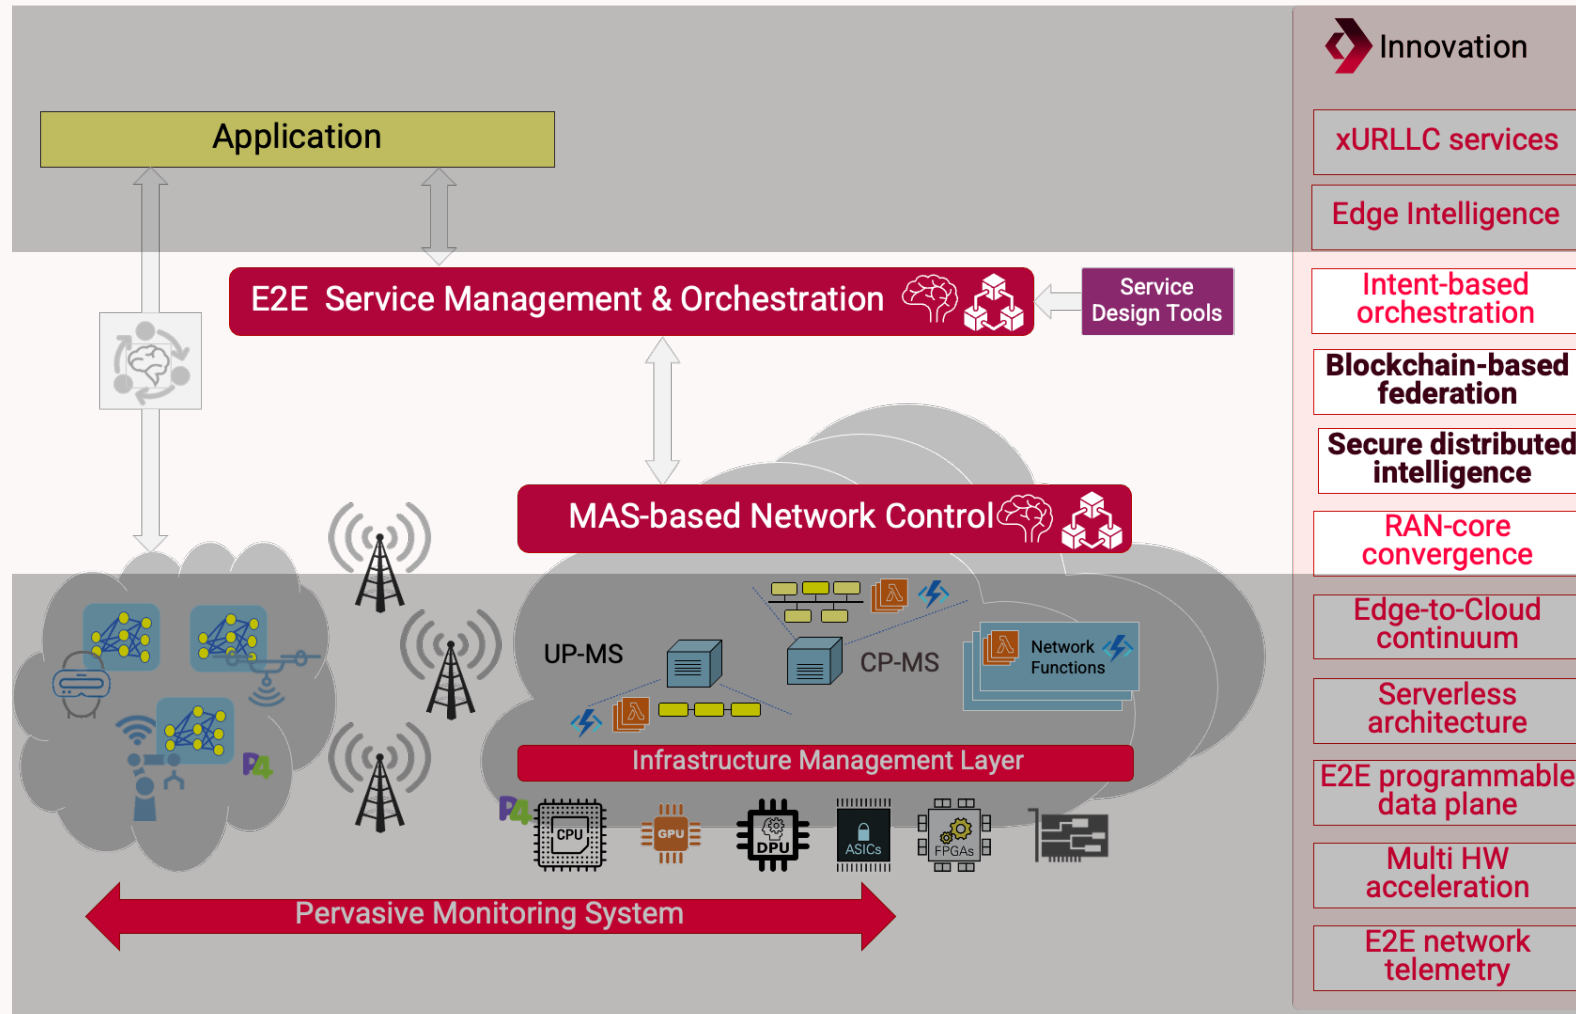 Innovation
Application
xURLLC services
Edge Intelligence
E2E Service Management & Orchestration
Service
Design Tools
Intent-based
orchestration
Blockchain-based
federation
Secure distributed
intelligence
MAS-based Network Control
RAN-core
convergence
UP-MS
CP-MS
λ
λ
λ
Network
Functions
Edge-to-Cloud
continuum
Serverless
architecture
P4
Infrastructure Management Layer
E2E programmable
data plane
P4
CPU
GPU
DPU
ASICs
FPGAs
Multi HW
acceleration
Pervasive Monitoring System
E2E network
telemetry